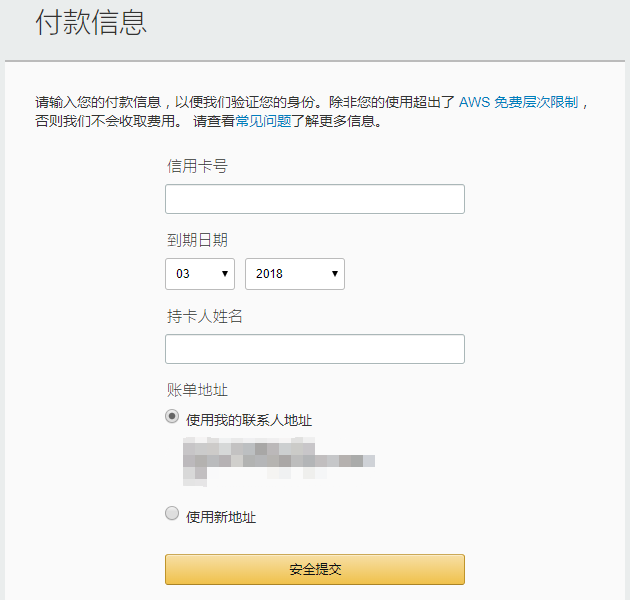 付款信息
请输入您的付款信息，以便我们验证您的身份。除非您的使用超出了 AWS 免费层次限制，
否则我们不会收取费用。 请查看常见问题了解更多信息。
信用卡号
到期日期
03 2018
持卡人姓名
账单地址
使用我的联系人地址
使用新地址
安全提交